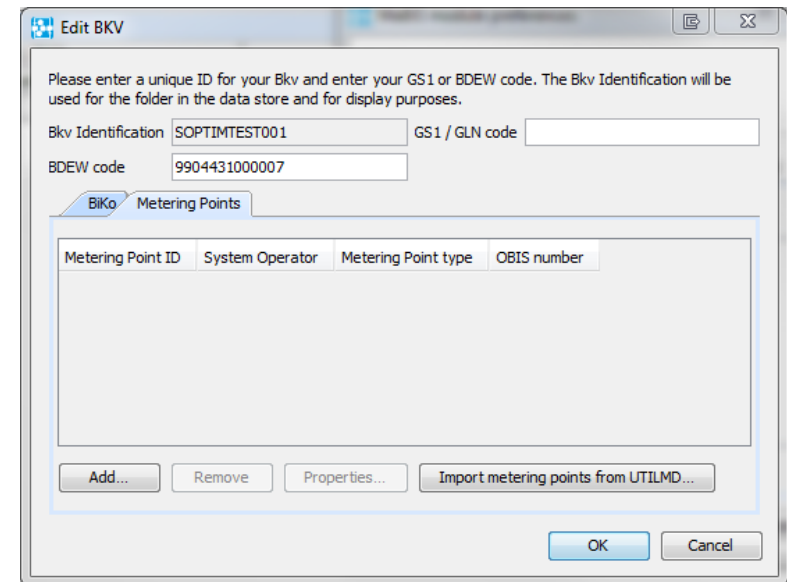 Edit BKV
Please enter a unique ID for your Bkv and enter your GS1 or BDEW code. The Bkv Identification will be
used for the folder in the data store and for display purposes.
Bkv Identification SOPTIMTEST001 GS1 / GLN code
BDEW code 9904431000007
BiKo Metering Points
Metering Point ID System Operator Metering Point type OBIS number
Add... Remove Properties... Import metering points from UTILMD...
OK Cancel